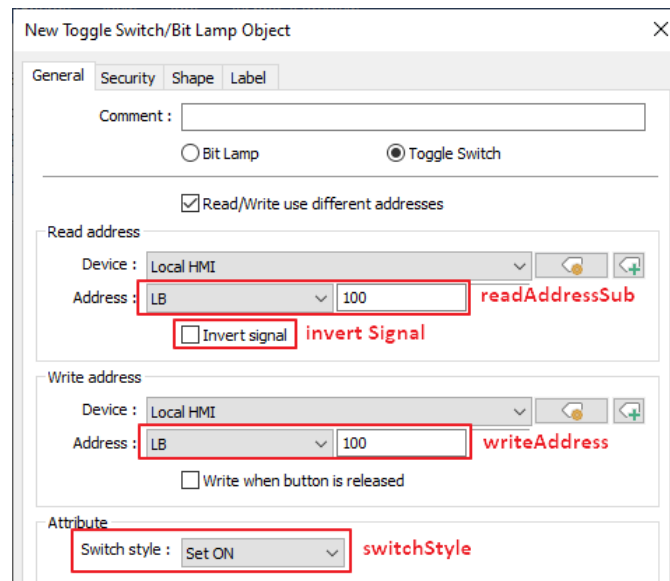 New Toggle Switch/Bit Lamp Object
General Security Shape Label
Comment :
Bit Lamp Toggle Switch
Read/Write use different addresses
Read address
Device : Local HMI
Address : LB 100 readAddressSub
Invert signal invert Signal
Write address
Device : Local HMI
Address : LB 100 writeAddress
Write when button is released
Attribute
Switch style : Set ON switchStyle